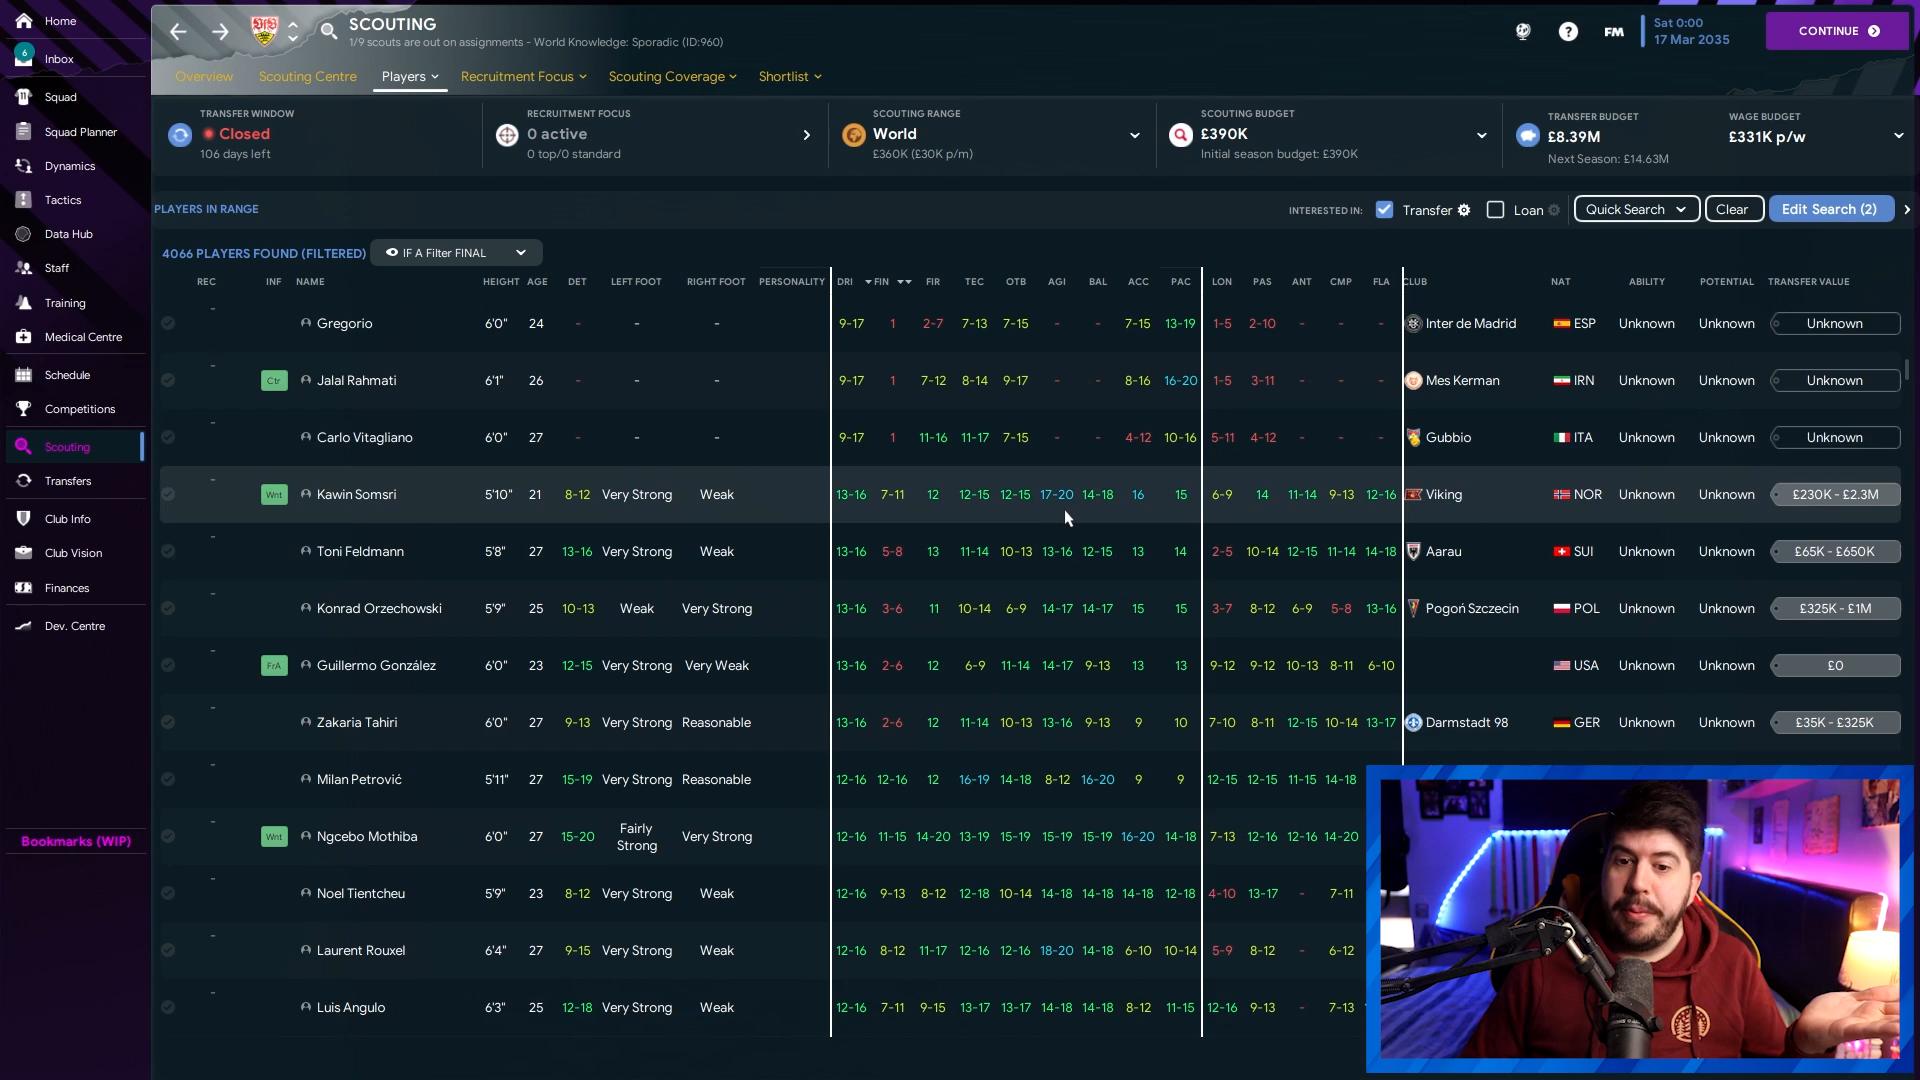 Home
6
Inbox
Squad
Squad Planner
Dynamics
Tactics
Data Hub
Staff
Training
Medical Centre
Schedule
Competitions
Scouting
Transfers
Club Info
Club Vision
Finances
Dev. Centre
Bookmarks (WIP)
SCOUTING
1/9 scouts are out on assignments - World Knowledge: Sporadic (ID:960)
FM
Sat 0:00
17 Mar 2035
CONTINUE
Overview Scouting Centre Players Recruitment Focus Scouting Coverage Shortlist
TRANSFER WINDOW
Closed
106 days left
RECRUITMENT FOCUS
0 active
0 top/0 standard
SCOUTING RANGE
World
£360K (£30K p/m)
SCOUTING BUDGET
£390K
Initial season budget: £390K
TRANSFER BUDGET
£8.39M
Next Season: £14.63M
WAGE BUDGET
£331K p/w
PLAYERS IN RANGE
INTERESTED IN: Transfer Loan Quick Search Clear Edit Search (2)
4066 PLAYERS FOUND (FILTERED) IF A Filter FINAL
REC INF NAME HEIGHT AGE DET LEFT FOOT RIGHT FOOT PERSONALITY DRI FIN FIR TEC OTB AGI BAL ACC PAC LON PAS ANT CMP FLA CLUB NAT ABILITY POTENTIAL TRANSFER VALUE
- Gregorio 6'0" 24 - - - 9-17 1 2-7 7-13 7-15 - - 7-15 13-19 1-5 2-10 - - - Inter de Madrid ESP Unknown Unknown Unknown
- Ctr Jalal Rahmati 6'1" 26 - - - 9-17 1 7-12 8-14 9-17 - - 8-16 16-20 1-5 3-11 - - - Mes Kerman IRN Unknown Unknown Unknown
- Carlo Vitagliano 6'0" 27 - - - 9-17 1 11-16 11-17 7-15 - - 4-12 10-16 5-11 4-12 - - - Gubbio ITA Unknown Unknown Unknown
- Wnt Kawin Somsri 5'10" 21 8-12 Very Strong Weak 13-16 7-11 12 12-15 12-15 17-20 14-18 16 15 6-9 14 11-14 9-13 12-16 Viking NOR Unknown Unknown £230K - £2.3M
- Toni Feldmann 5'8" 27 13-16 Very Strong Weak 13-16 5-8 13 11-14 10-13 13-16 12-15 13 14 2-5 10-14 12-15 11-14 14-18 Aarau SUI Unknown Unknown £65K - £650K
- Konrad Orzechowski 5'9" 25 10-13 Weak Very Strong 13-16 3-6 11 10-14 6-9 14-17 14-17 15 15 3-7 8-12 6-9 5-8 13-16 Pogoń Szczecin POL Unknown Unknown £325K - £1M
- FrA Guillermo González 6'0" 23 12-15 Very Strong Very Weak 13-16 2-6 12 6-9 11-14 14-17 9-13 13 13 9-12 9-12 10-13 8-11 6-10 USA Unknown Unknown £0
- Zakaria Tahiri 6'0" 27 9-13 Very Strong Reasonable 13-16 2-6 12 11-14 10-13 13-16 9-13 9 10 7-10 8-11 12-15 10-14 13-17 Darmstadt 98 GER Unknown Unknown £35K - £325K
- Milan Petrović 5'11" 27 15-19 Very Strong Reasonable 12-16 12-16 12 16-19 14-18 8-12 16-20 9 9 12-15 12-15 11-15 14-18
- Wnt Ngcebo Mothiba 6'0" 27 15-20 Fairly Strong Very Strong 12-16 11-15 14-20 13-19 15-19 15-19 15-19 16-20 14-18 7-13 12-16 12-16 14-20
- Noel Tientcheu 5'9" 23 8-12 Very Strong Weak 12-16 9-13 8-12 12-18 10-14 14-18 14-18 14-18 12-18 4-10 13-17 - 7-11
- Laurent Rouxel 6'4" 27 9-15 Very Strong Weak 12-16 8-12 11-17 12-16 12-16 18-20 14-18 6-10 10-14 5-9 8-12 - 6-12
- Luis Angulo 6'3" 25 12-18 Very Strong Weak 12-16 7-11 9-15 13-17 13-17 14-18 14-18 8-12 11-15 12-16 9-13 - 7-13